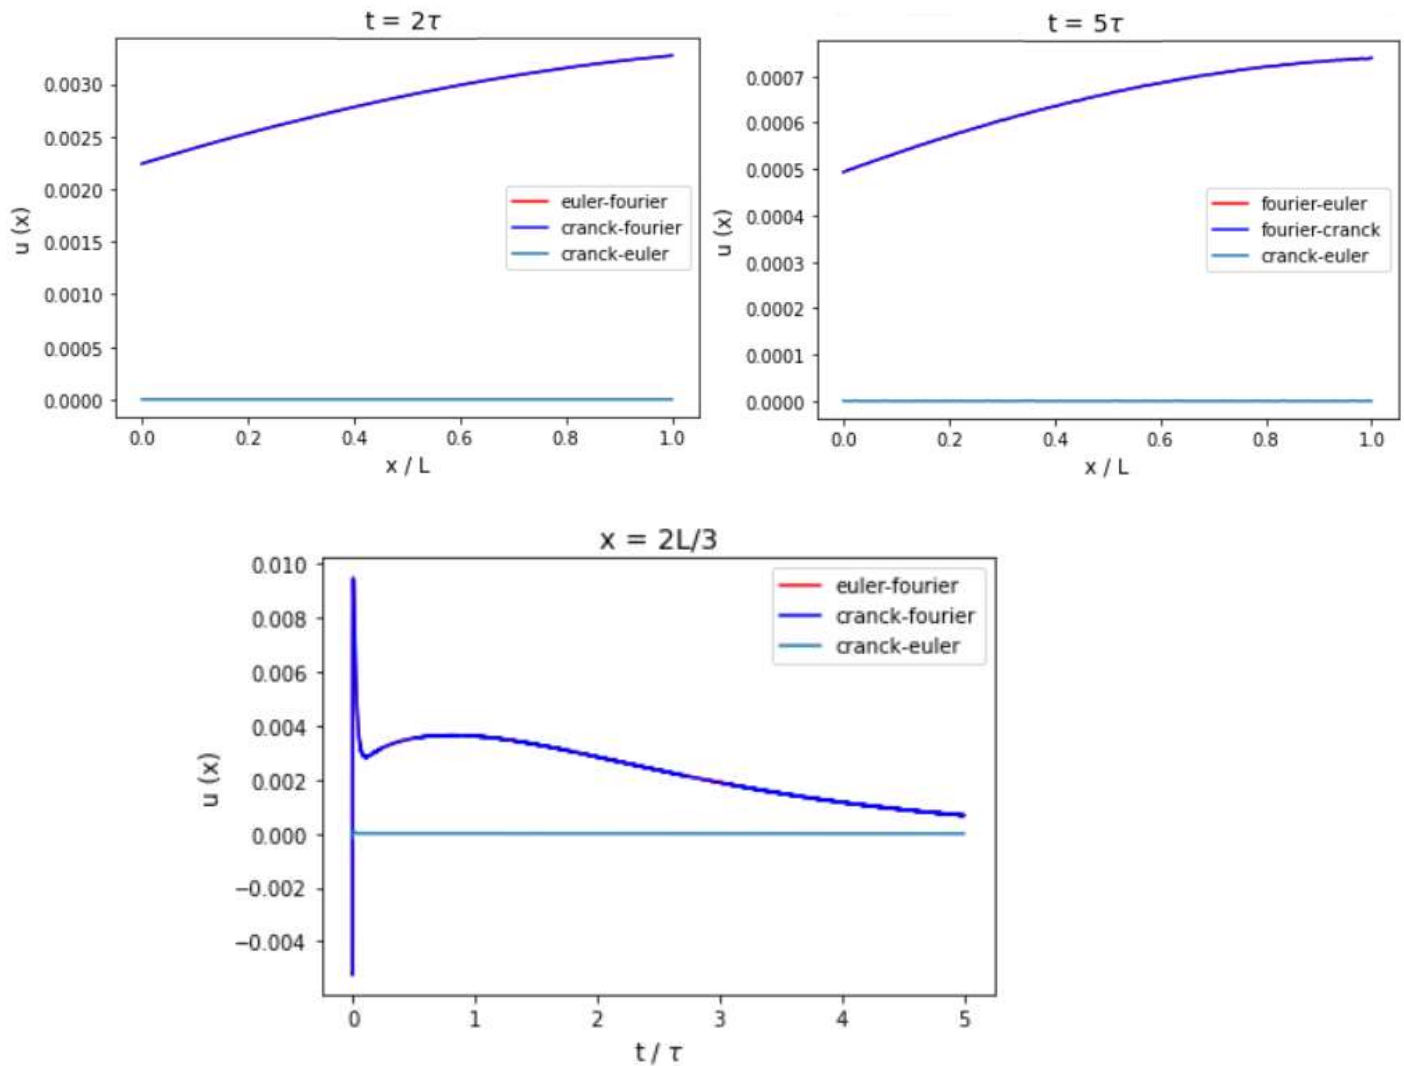 t = 2τ
0.0030
0.0025
0.0020
0.0015
0.0010
0.0005
0.0000
u (x)
euler-fourier
cranck-fourier
cranck-euler
0.0 0.2 0.4 0.6 0.8 1.0
x / L
t = 5τ
0.0007
0.0006
0.0005
0.0004
0.0003
0.0002
0.0001
0.0000
u (x)
fourier-euler
fourier-cranck
cranck-euler
0.0 0.2 0.4 0.6 0.8 1.0
x / L
x = 2L/3
0.010
0.008
0.006
0.004
0.002
0.000
−0.002
−0.004
u (x)
euler-fourier
cranck-fourier
cranck-euler
0 1 2 3 4 5
t / τ